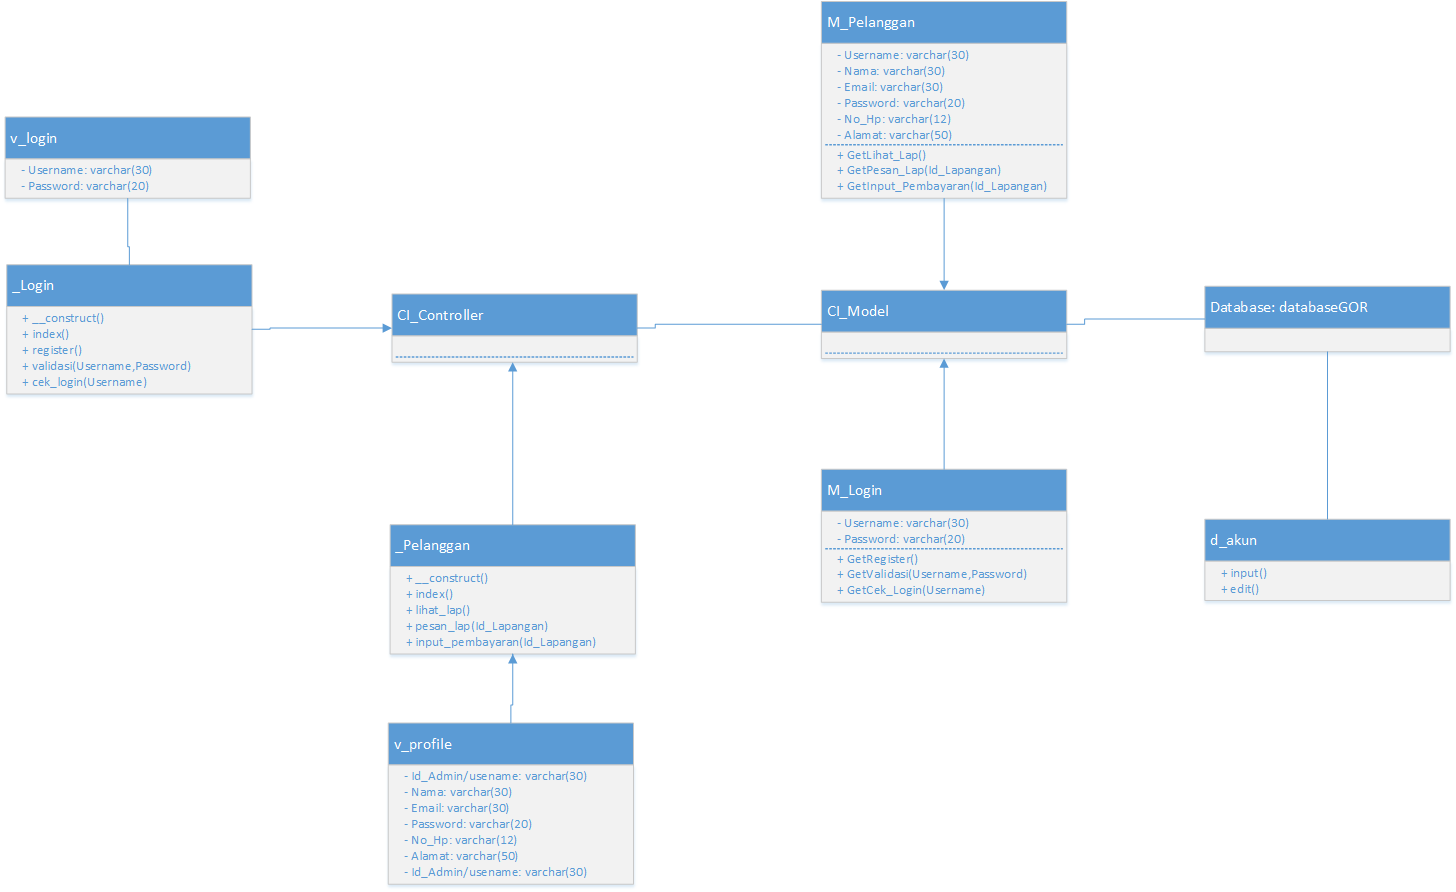 M_Pelanggan
- Username: varchar(30)
- Nama: varchar(30)
- Email: varchar(30)
- Password: varchar(20)
- No_Hp: varchar(12)
- Alamat: varchar(50)
+ GetLihat_Lap()
+ GetPesan_Lap(Id_Lapangan)
+ GetInput_Pembayaran(Id_Lapangan)
v_login
- Username: varchar(30)
- Password: varchar(20)
_Login
+ __construct()
+ index()
+ register()
+ validasi(Username,Password)
+ cek_login(Username)
CI_Controller
CI_Model
Database: databaseGOR
M_Login
- Username: varchar(30)
- Password: varchar(20)
+ GetRegister()
+ GetValidasi(Username,Password)
+ GetCek_Login(Username)
d_akun
+ input()
+ edit()
_Pelanggan
+ __construct()
+ index()
+ lihat_lap()
+ pesan_lap(Id_Lapangan)
+ input_pembayaran(Id_Lapangan)
v_profile
- Id_Admin/usename: varchar(30)
- Nama: varchar(30)
- Email: varchar(30)
- Password: varchar(20)
- No_Hp: varchar(12)
- Alamat: varchar(50)
- Id_Admin/usename: varchar(30)